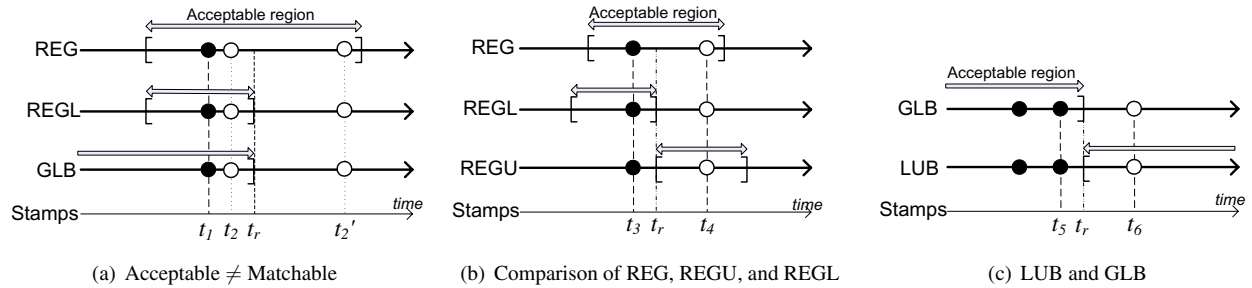 Acceptable region
REG
REGL
GLB
Stamps
time
t1 t2 tr t2'
(a) Acceptable ≠ Matchable
Acceptable region
REG
REGL
REGU
Stamps
time
t3 tr t4
(b) Comparison of REG, REGU, and REGL
Acceptable region
GLB
LUB
Stamps
time
t5 tr t6
(c) LUB and GLB